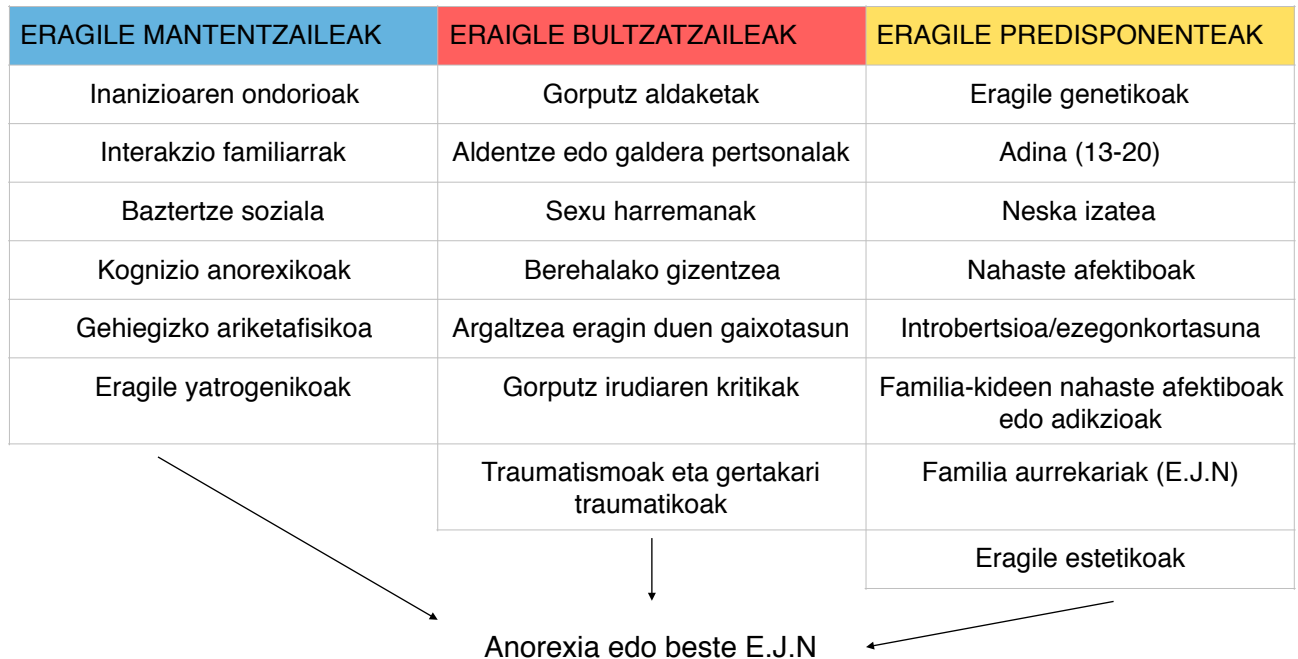 ERAGILE MANTENTZAILEAK
ERAIGLE BULTZATZAILEAK
ERAGILE PREDISPONENTEAK
Inanizioaren ondorioak
Gorputz aldaketak
Eragile genetikoak
Interakzio familiarrak
Aldentze edo galdera pertsonalak
Adina (13-20)
Baztertze soziala
Sexu harremanak
Neska izatea
Kognizio anorexikoak
Berehalako gizentzea
Nahaste afektiboak
Gehiegizko ariketafisikoa
Argaltzea eragin duen gaixotasun
Introbertsioa/ezegonkortasuna
Eragile yatrogenikoak
Gorputz irudiaren kritikak
Familia-kideen nahaste afektiboak
edo adikzioak
Traumatismoak eta gertakari
traumatikoak
Familia aurrekariak (E.J.N)
Eragile estetikoak
Anorexia edo beste E.J.N